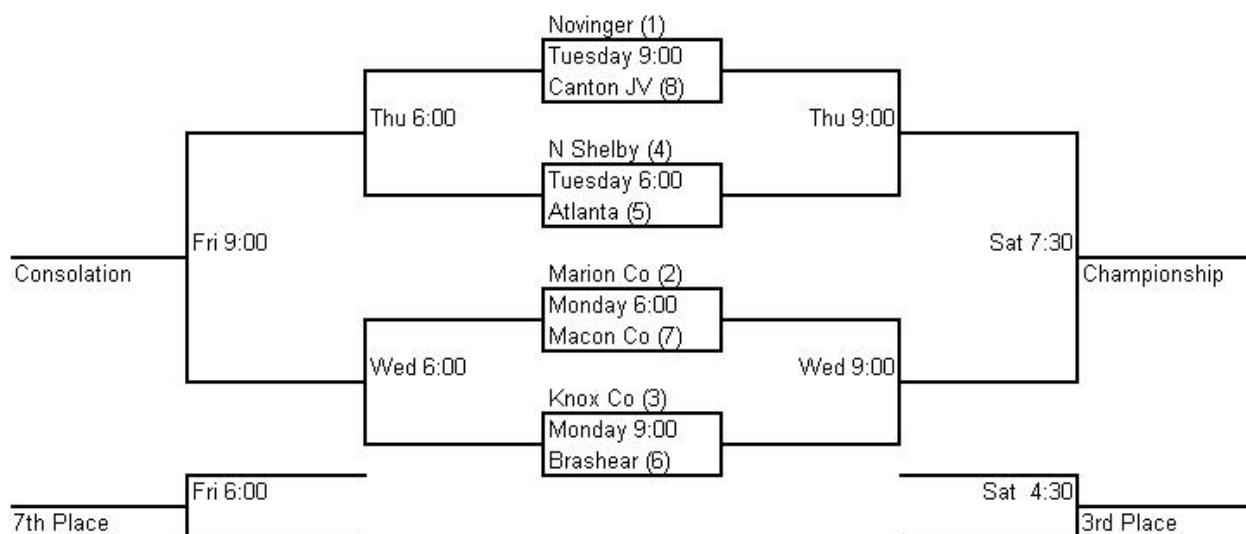 Novinger (1)
Tuesday 9:00
Canton JV (8)
Thu 6:00
Thu 9:00
N Shelby (4)
Tuesday 6:00
Atlanta (5)
Fri 9:00
Sat 7:30
Consolation
Championship
Marion Co (2)
Monday 6:00
Macon Co (7)
Wed 6:00
Wed 9:00
Knox Co (3)
Monday 9:00
Brashear (6)
Fri 6:00
Sat 4:30
7th Place
3rd Place